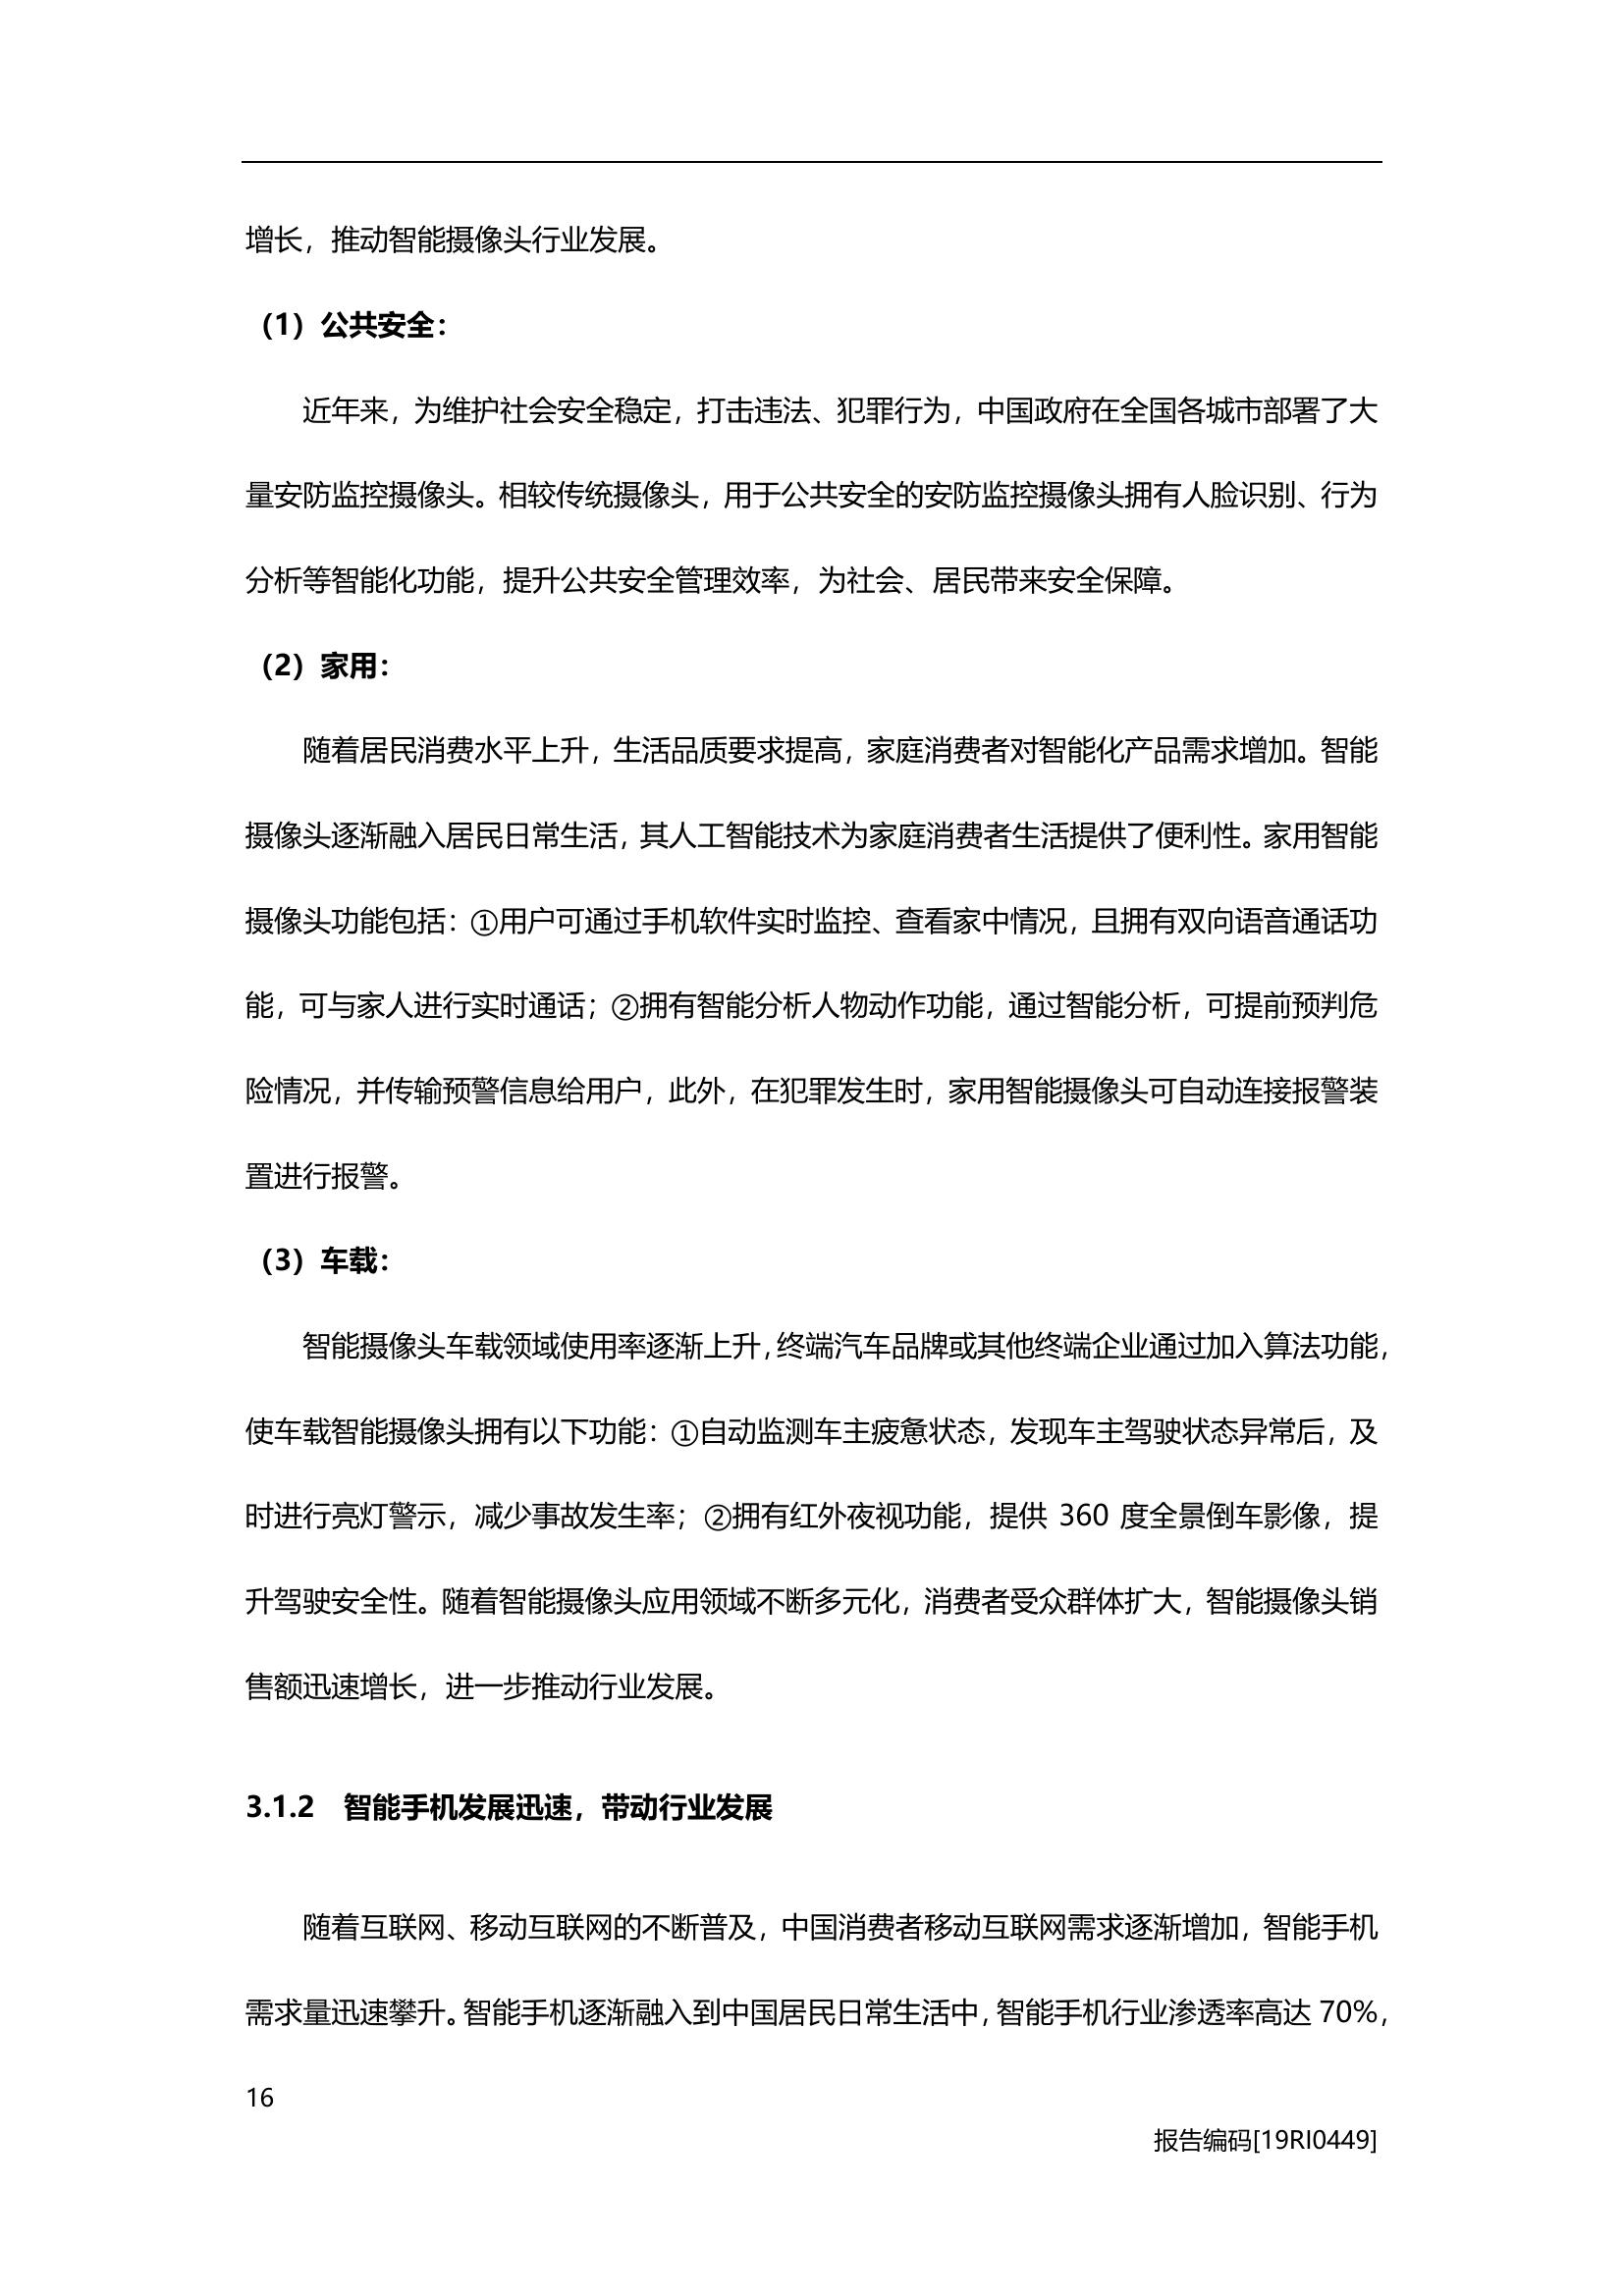 增长，推动智能摄像头行业发展。
（1）公共安全：
近年来，为维护社会安全稳定，打击违法、犯罪行为，中国政府在全国各城市部署了大
量安防监控摄像头。相较传统摄像头，用于公共安全的安防监控摄像头拥有人脸识别、行为
分析等智能化功能，提升公共安全管理效率，为社会、居民带来安全保障。
（2）家用：
随着居民消费水平上升，生活品质要求提高，家庭消费者对智能化产品需求增加。智能
摄像头逐渐融入居民日常生活，其人工智能技术为家庭消费者生活提供了便利性。家用智能
摄像头功能包括：①用户可通过手机软件实时监控、查看家中情况，且拥有双向语音通话功
能，可与家人进行实时通话；②拥有智能分析人物动作功能，通过智能分析，可提前预判危
险情况，并传输预警信息给用户，此外，在犯罪发生时，家用智能摄像头可自动连接报警装
置进行报警。
（3）车载：
智能摄像头车载领域使用率逐渐上升，终端汽车品牌或其他终端企业通过加入算法功能，
使车载智能摄像头拥有以下功能：①自动监测车主疲惫状态，发现车主驾驶状态异常后，及
时进行亮灯警示，减少事故发生率；②拥有红外夜视功能，提供 360 度全景倒车影像，提
升驾驶安全性。随着智能摄像头应用领域不断多元化，消费者受众群体扩大，智能摄像头销
售额迅速增长，进一步推动行业发展。
3.1.2 智能手机发展迅速，带动行业发展
随着互联网、移动互联网的不断普及，中国消费者移动互联网需求逐渐增加，智能手机
需求量迅速攀升。智能手机逐渐融入到中国居民日常生活中，智能手机行业渗透率高达 70%，
16
报告编码[19RI0449]